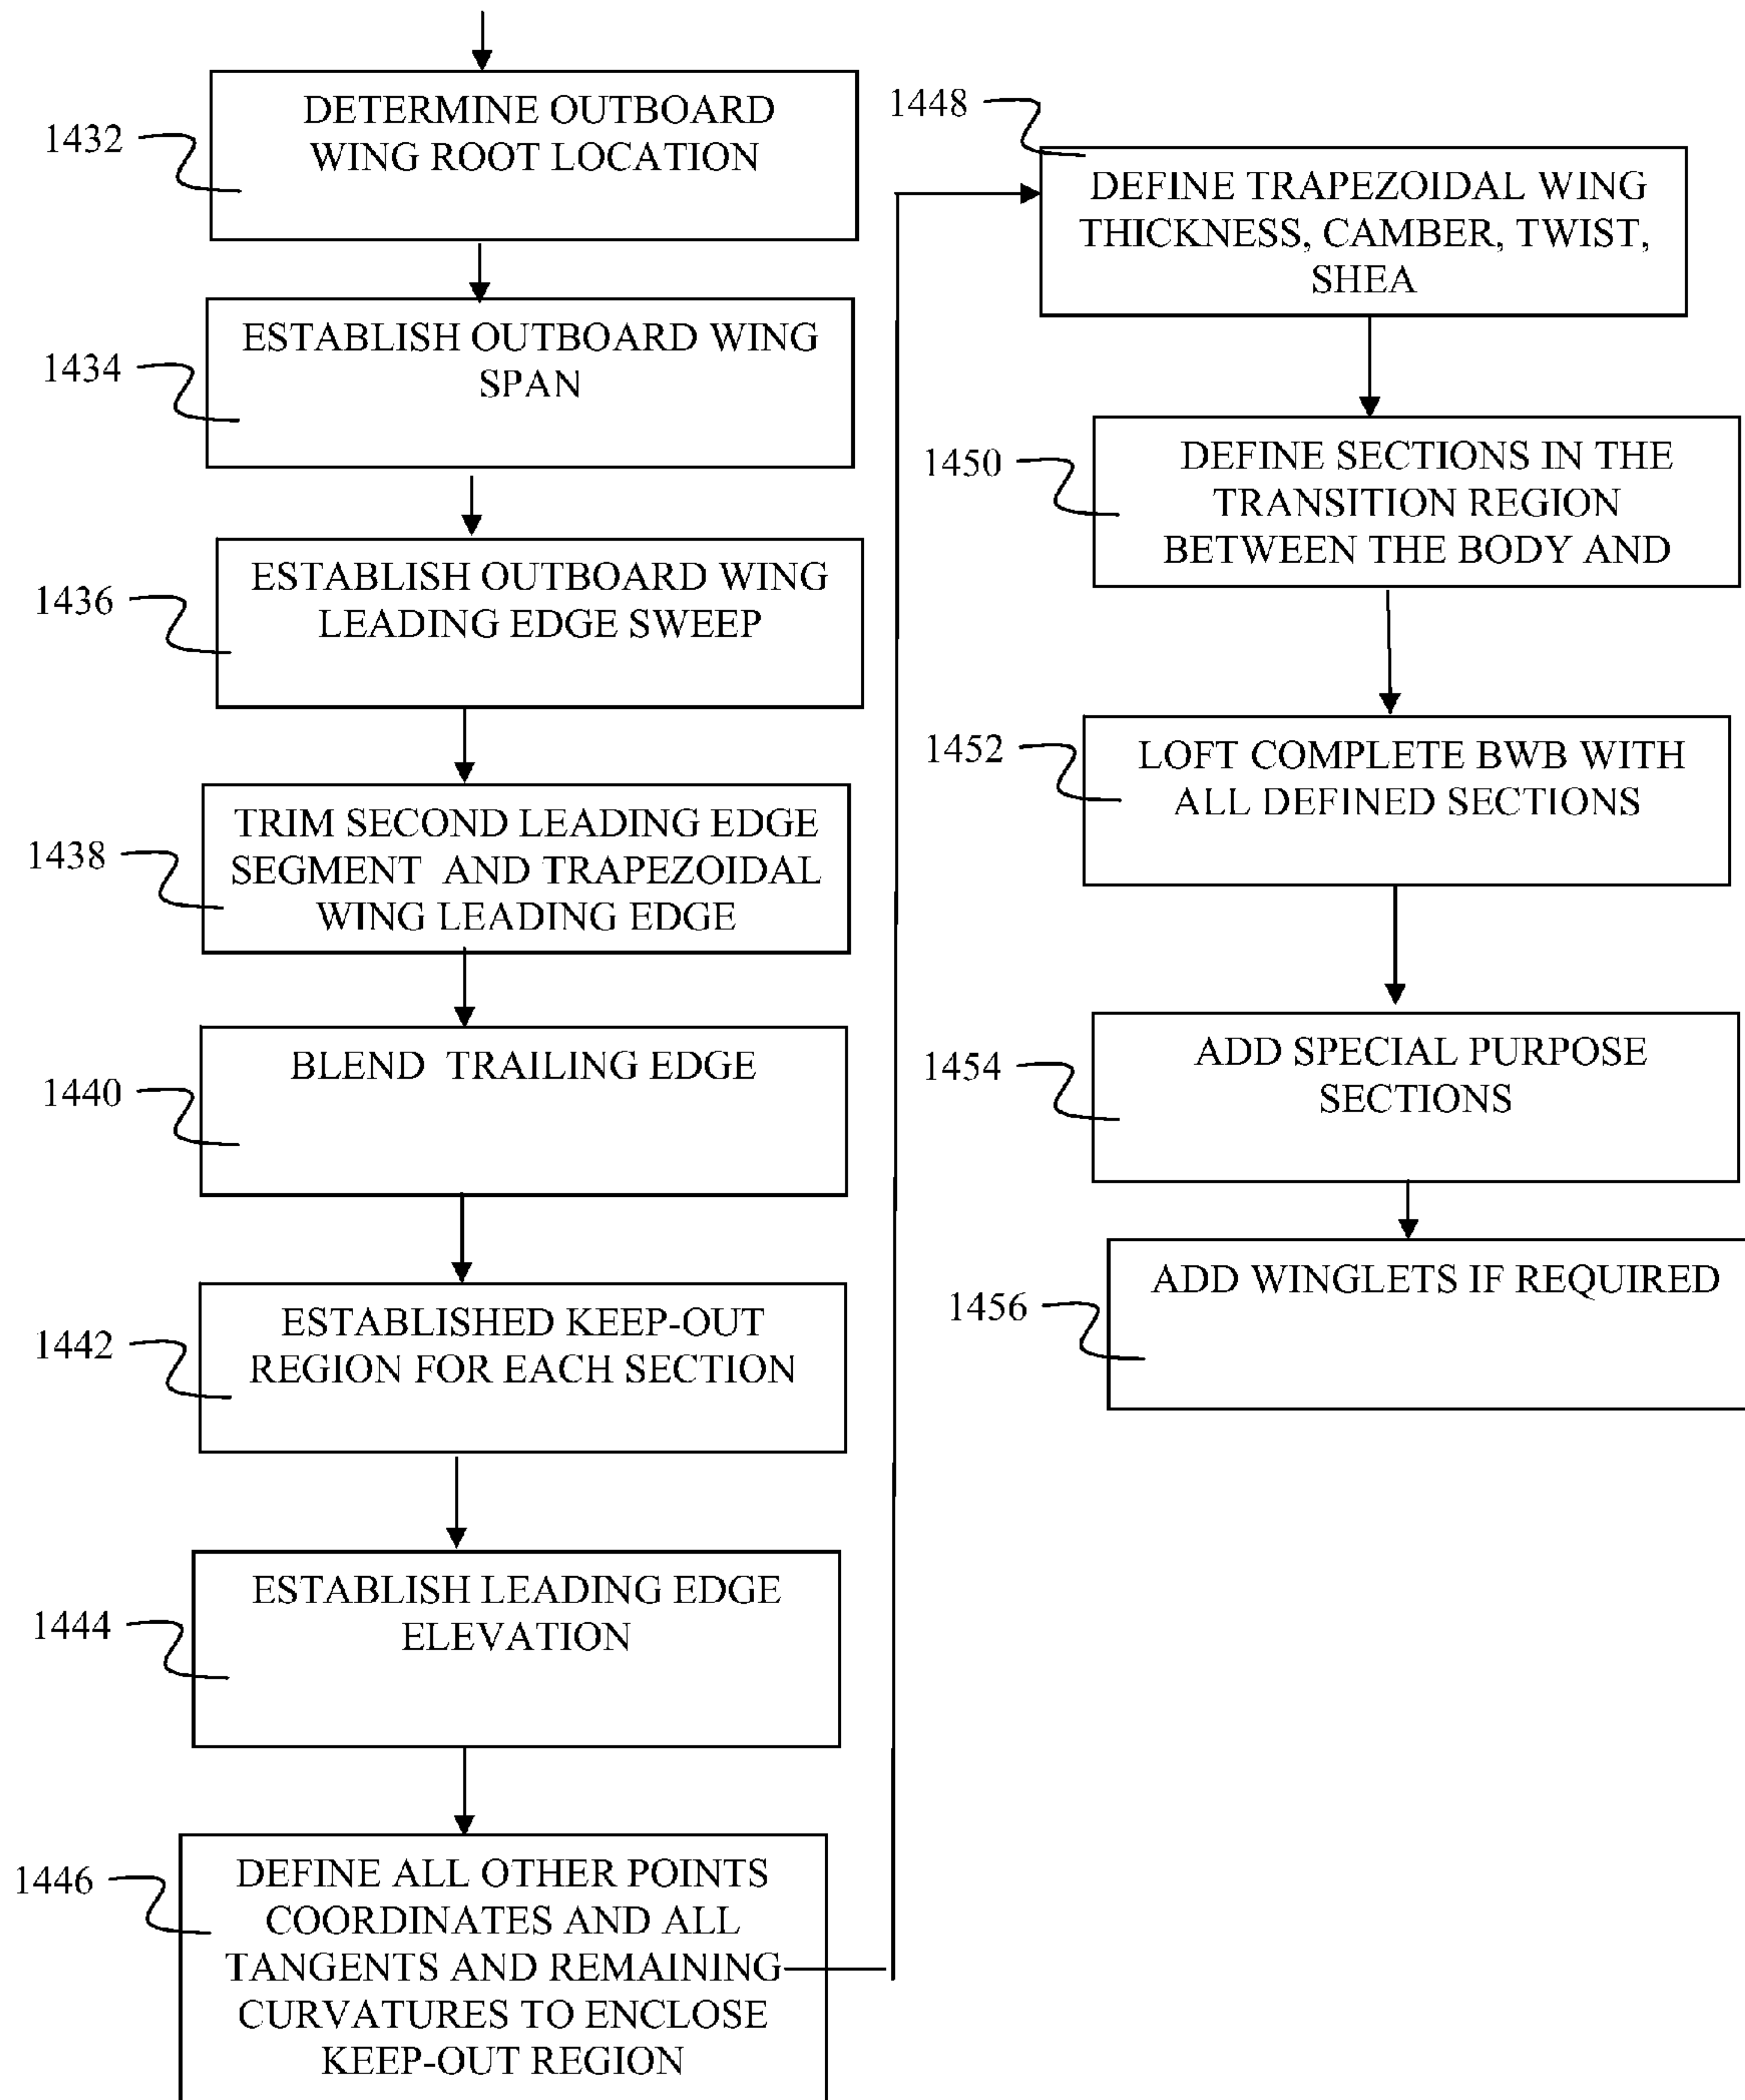 1432
DETERMINE OUTBOARD
WING ROOT LOCATION
1434
ESTABLISH OUTBOARD WING
SPAN
1436
ESTABLISH OUTBOARD WING
LEADING EDGE SWEEP
1438
TRIM SECOND LEADING EDGE
SEGMENT AND TRAPEZOIDAL
WING LEADING EDGE
1440
BLEND TRAILING EDGE
1442
ESTABLISHED KEEP-OUT
REGION FOR EACH SECTION
1444
ESTABLISH LEADING EDGE
ELEVATION
1446
DEFINE ALL OTHER POINTS
COORDINATES AND ALL
TANGENTS AND REMAINING
CURVATURES TO ENCLOSE
KEEP-OUT REGION
1448
DEFINE TRAPEZOIDAL WING
THICKNESS, CAMBER, TWIST,
SHEA
1450
DEFINE SECTIONS IN THE
TRANSITION REGION
BETWEEN THE BODY AND
1452
LOFT COMPLETE BWB WITH
ALL DEFINED SECTIONS
1454
ADD SPECIAL PURPOSE
SECTIONS
1456
ADD WINGLETS IF REQUIRED